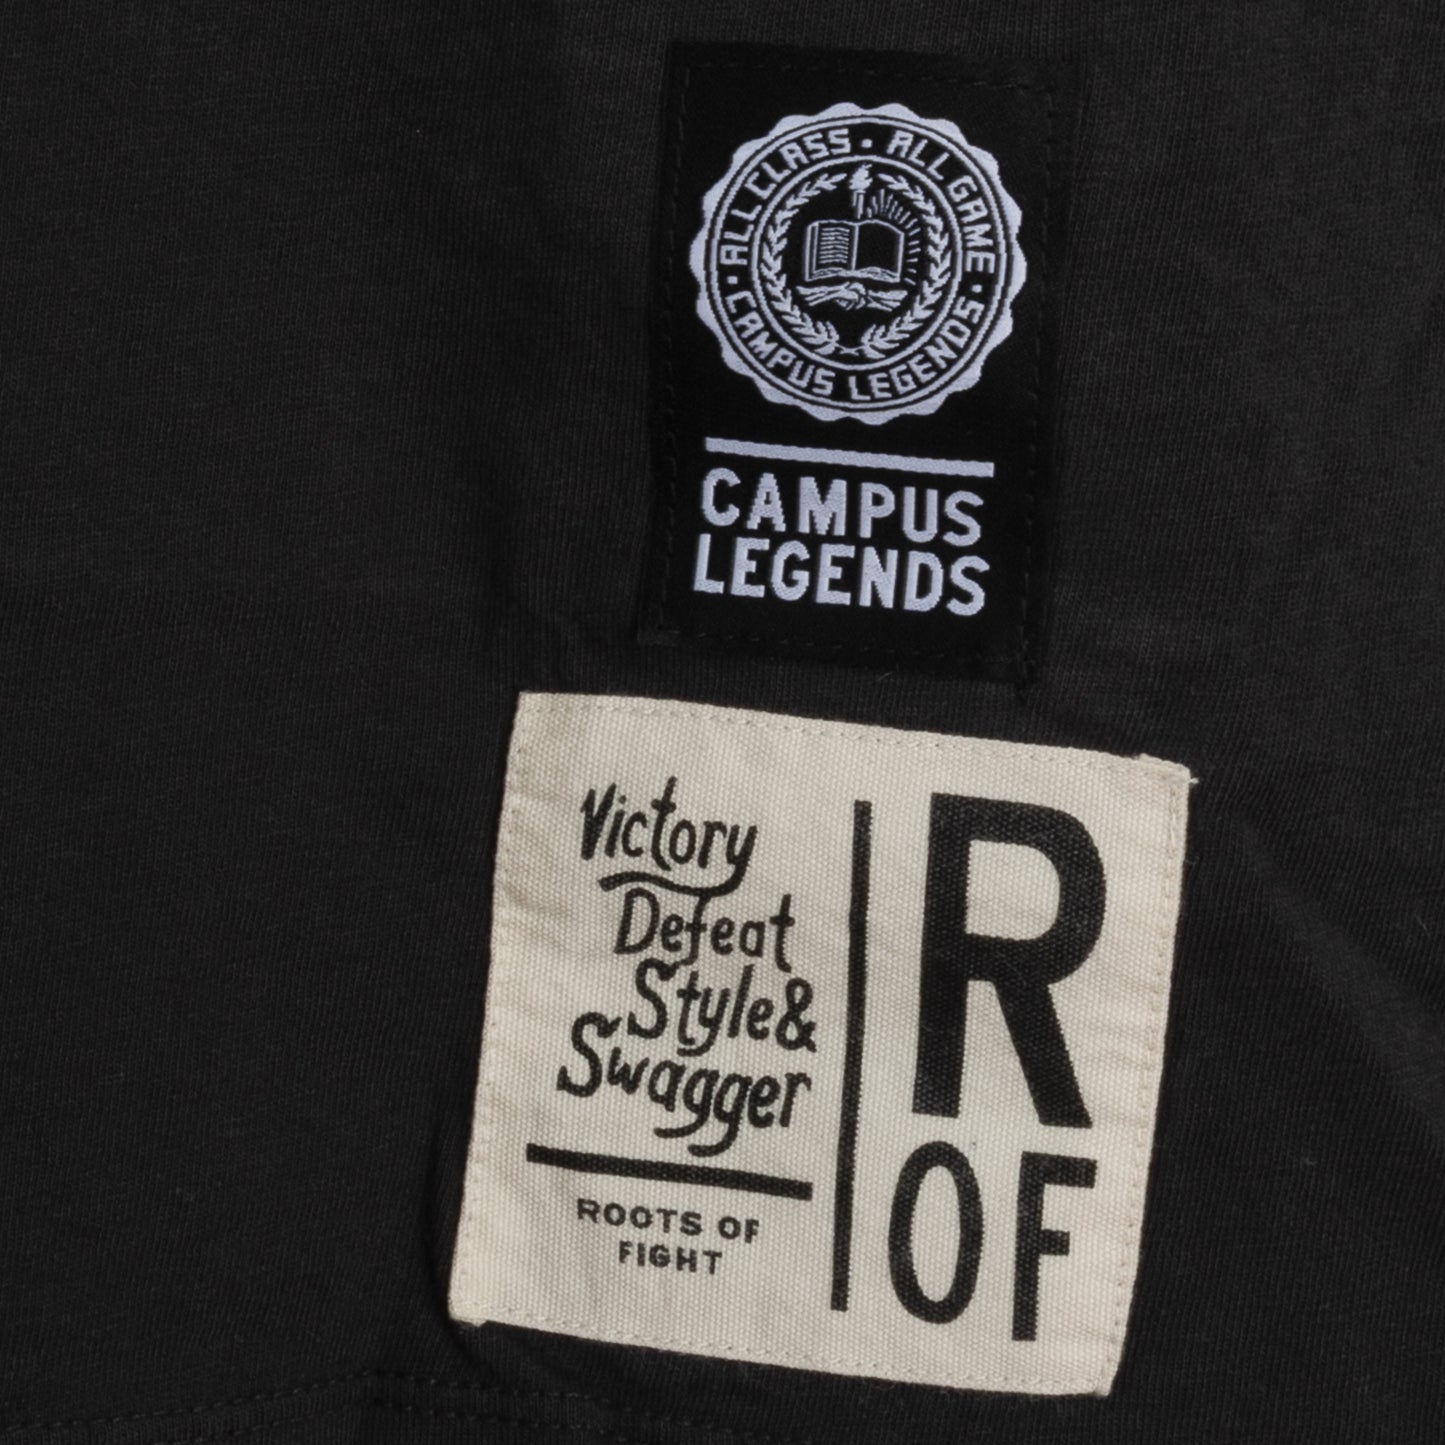 ALL CLASS · ALL GAME ·
CAMPUS LEGENDS ·
CAMPUS
LEGENDS
Victory
Defeat
Style &
Swagger
ROOTS OF
FIGHT
R
OF